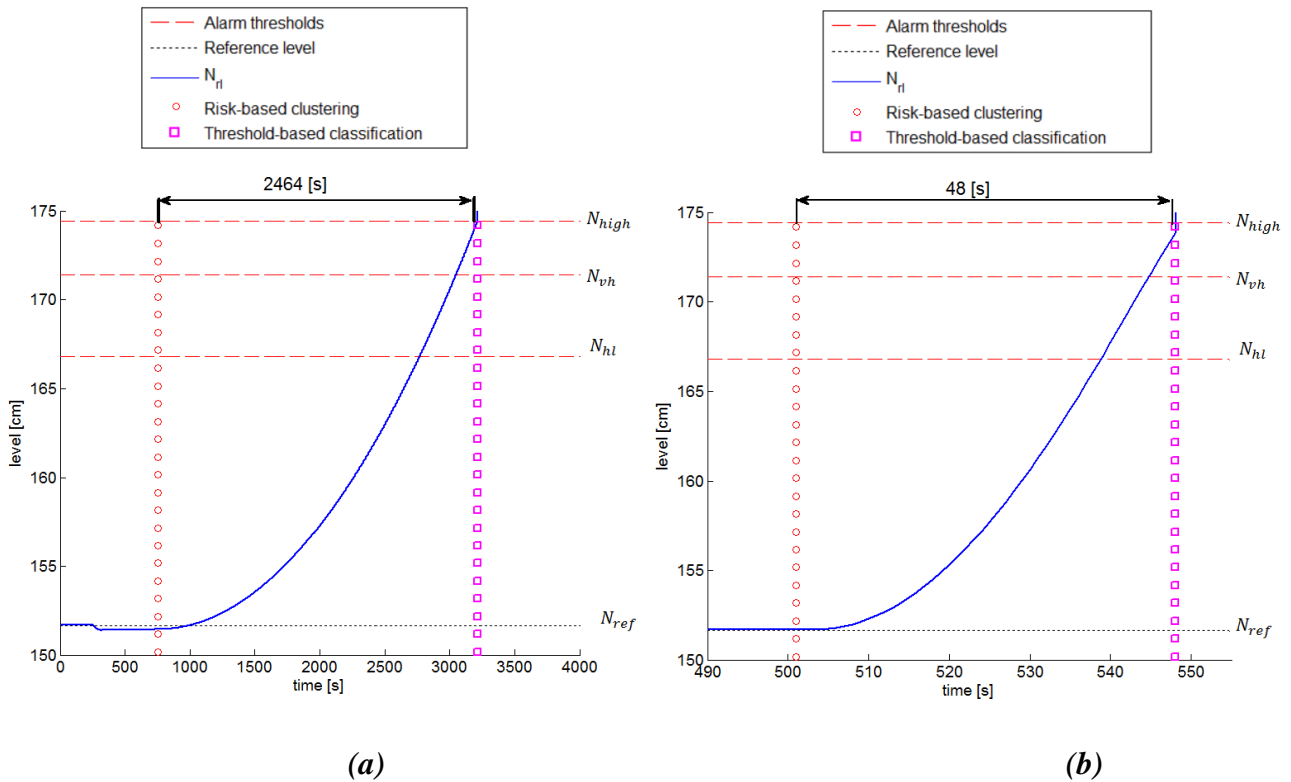 Alarm thresholds
Reference level
N_rl
Risk-based clustering
Threshold-based classification
2464 [s]
175
170
165
160
155
150
level [cm]
N_high
N_vh
N_hl
N_ref
0 500 1000 1500 2000 2500 3000 3500 4000
time [s]
(a)
Alarm thresholds
Reference level
N_rl
Risk-based clustering
Threshold-based classification
48 [s]
175
170
165
160
155
150
level [cm]
N_high
N_vh
N_hl
N_ref
490 500 510 520 530 540 550
time [s]
(b)